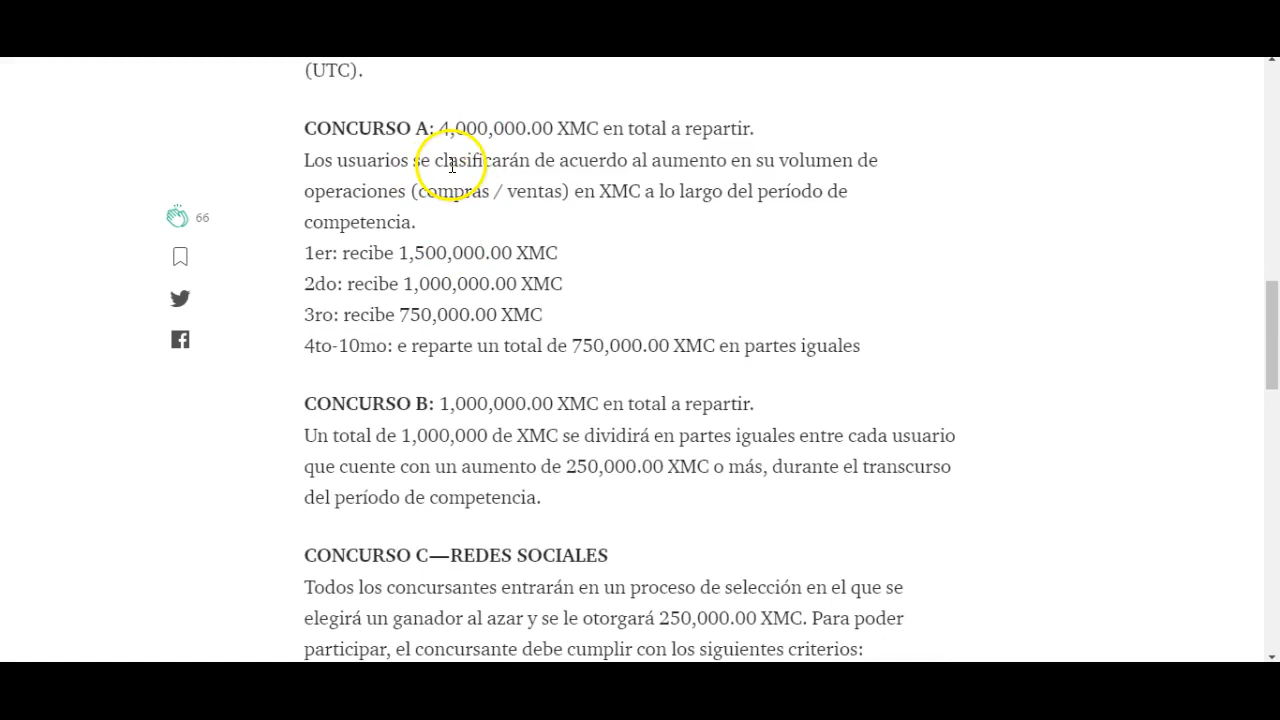 (UTC).
CONCURSO A: 4,000,000.00 XMC en total a repartir.
Los usuarios se clasificarán de acuerdo al aumento en su volumen de
operaciones (compras / ventas) en XMC a lo largo del período de
competencia.
66
1er: recibe 1,500,000.00 XMC
2do: recibe 1,000,000.00 XMC
3ro: recibe 750,000.00 XMC
4to-10mo: e reparte un total de 750,000.00 XMC en partes iguales
CONCURSO B: 1,000,000.00 XMC en total a repartir.
Un total de 1,000,000 de XMC se dividirá en partes iguales entre cada usuario
que cuente con un aumento de 250,000.00 XMC o más, durante el transcurso
del período de competencia.
CONCURSO C—REDES SOCIALES
Todos los concursantes entrarán en un proceso de selección en el que se
elegirá un ganador al azar y se le otorgará 250,000.00 XMC. Para poder
participar, el concursante debe cumplir con los siguientes criterios: